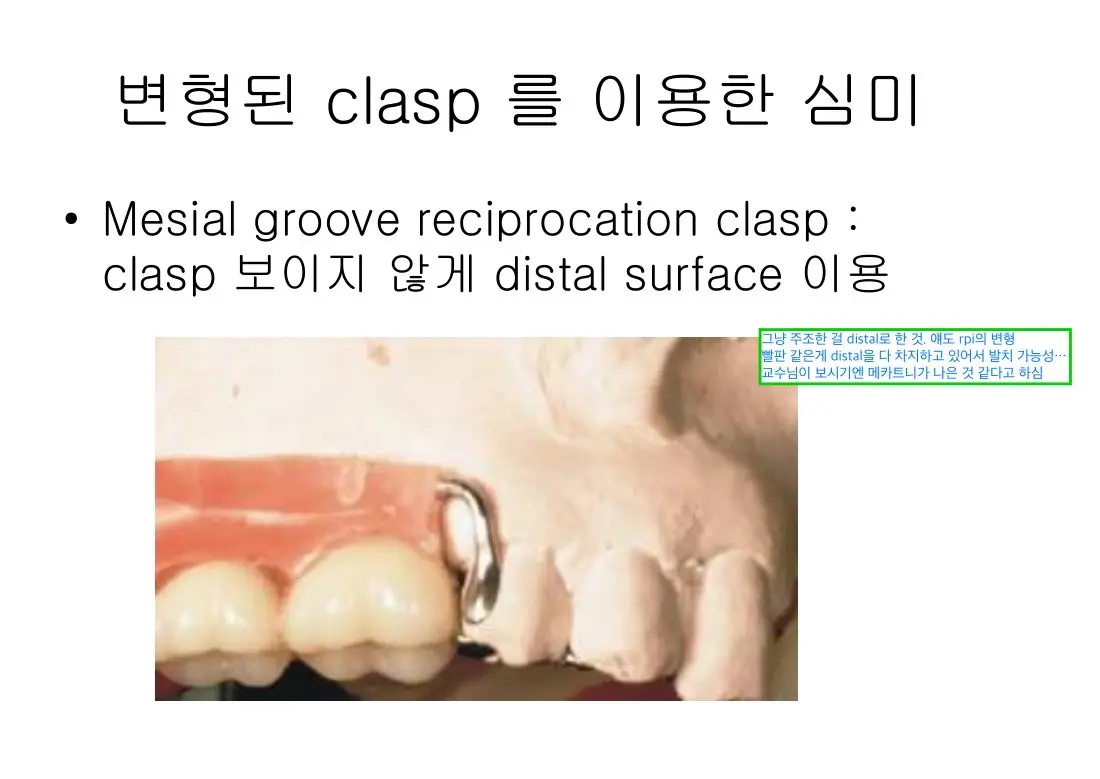 변형된 clasp 를 이용한 심미
• Mesial groove reciprocation clasp :
clasp 보이지 않게 distal surface 이용
그냥 주조한 걸 distal로 한 것. 얘도 rpi의 변형
빨판 같은게 distal을 다 차지하고 있어서 발치 가능성…
교수님이 보시기엔 메카트니가 나은 것 같다고 하심